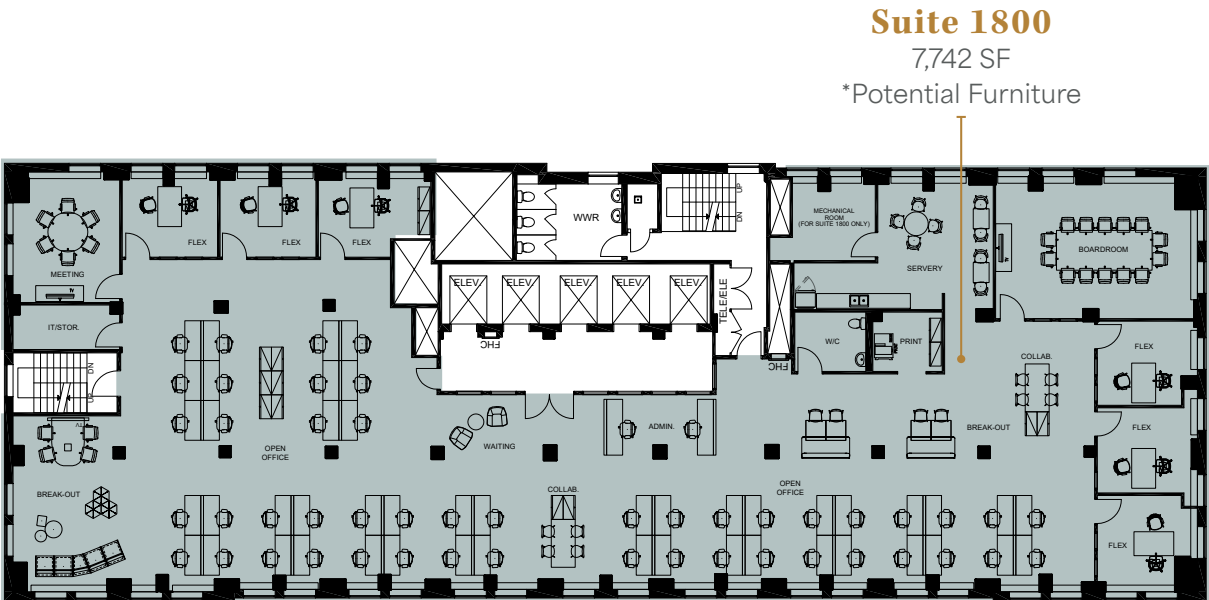 Suite 1800
7,742 SF
*Potential Furniture
MEETING
FLEX
FLEX
FLEX
WWR
UP
DN
MECHANICAL
ROOM
(FOR SUITE 1800 ONLY)
SERVERY
BOARDROOM
ELEV.
ELEV.
ELEV.
ELEV.
ELEV.
TELE/ELE
IT/STOR.
FHC
FHC
W/C
PRINT
COLLAB.
FLEX
DN
UP
TV
OPEN
OFFICE
WAITING
ADMIN.
BREAK-OUT
FLEX
BREAK-OUT
COLLAB.
OPEN
OFFICE
FLEX